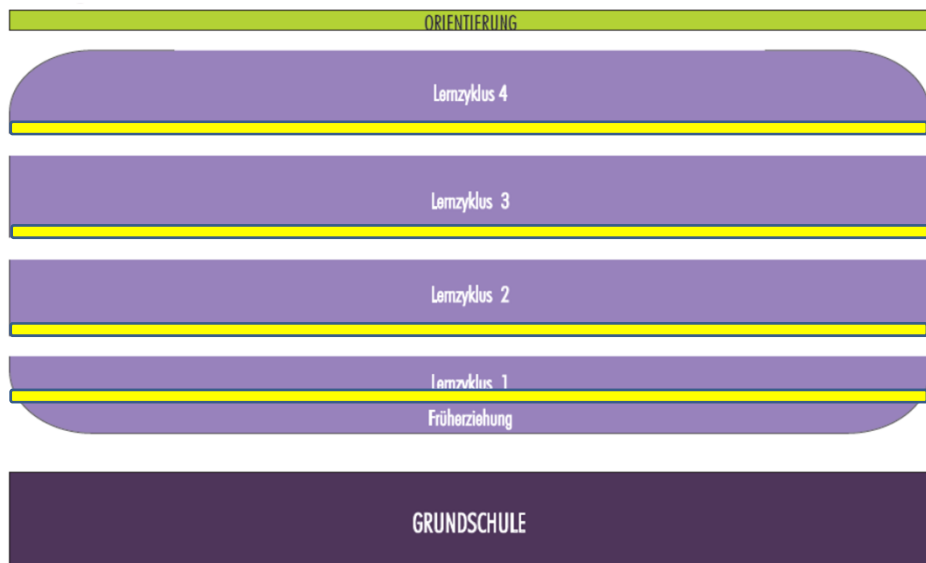 ORIENTIERUNG
Lernzyklus 4
Lernzyklus 3
Lernzyklus 2
Lernzyklus 1
Früherziehung
GRUNDSCHULE